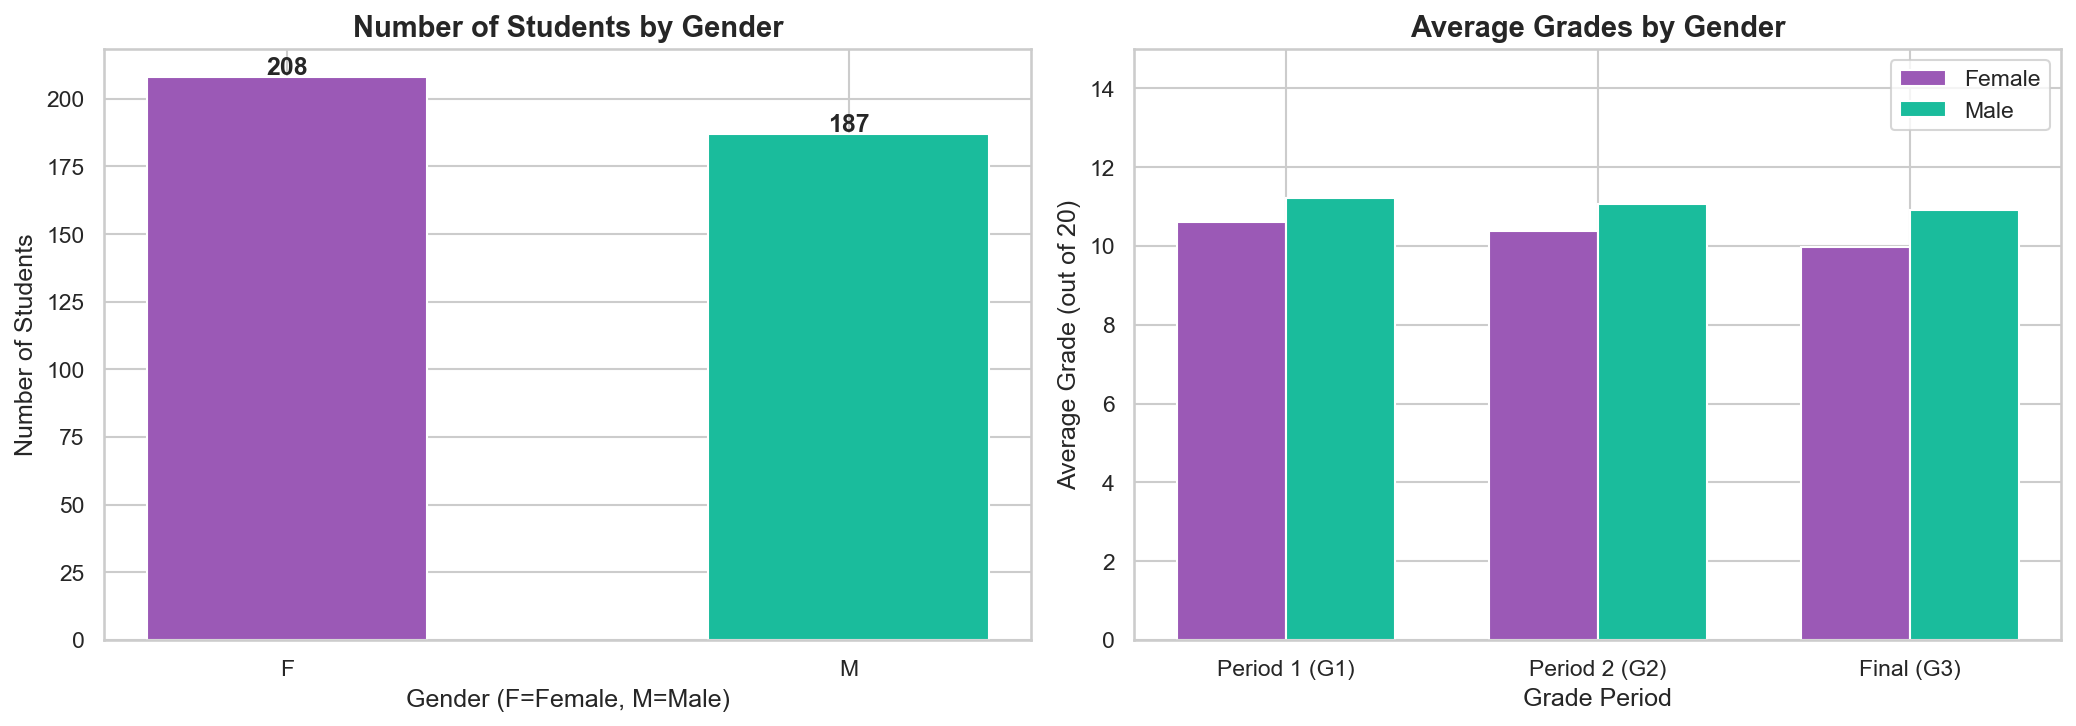 Number of Students by Gender
208
187
200
175
150
125
100
75
50
25
0
Number of Students
F
M
Gender (F=Female, M=Male)
Average Grades by Gender
Female
Male
14
12
10
8
6
4
2
0
Average Grade (out of 20)
Period 1 (G1)
Period 2 (G2)
Final (G3)
Grade Period